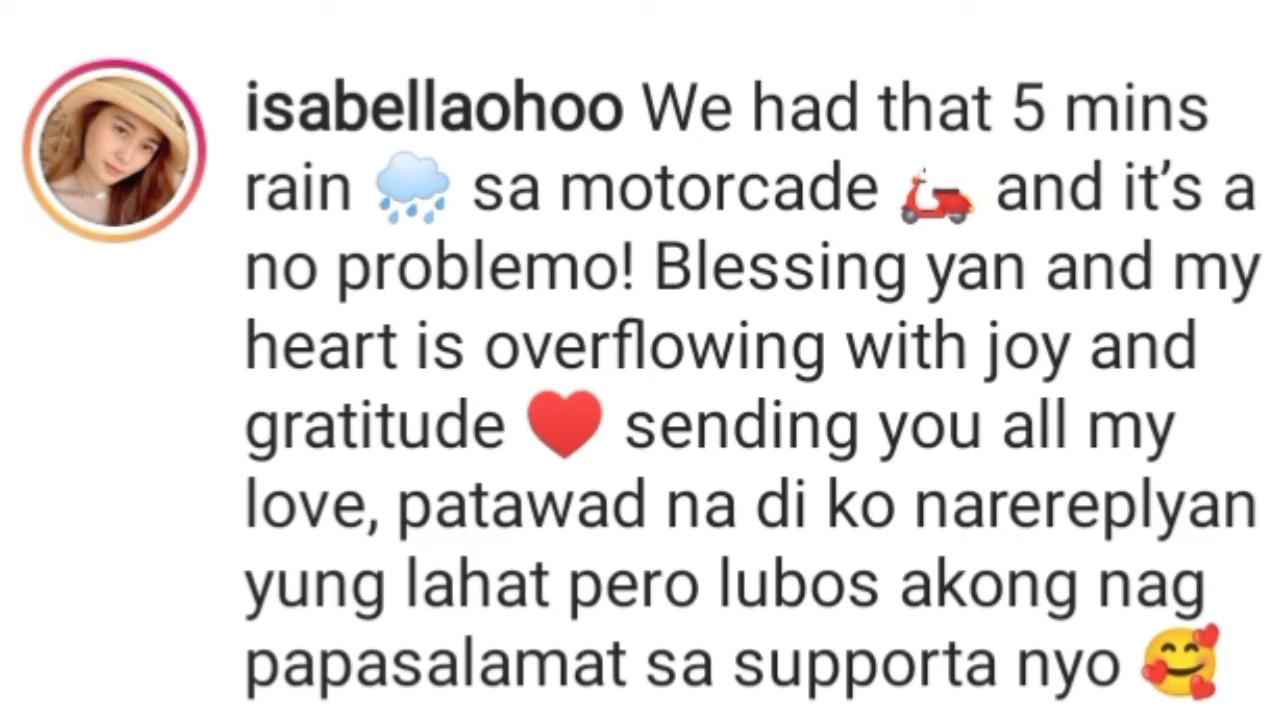 isabellaohoo We had that 5 mins
rain 🌧️ sa motorcade 🛵 and it’s a
no problemo! Blessing yan and my
heart is overflowing with joy and
gratitude ❤️ sending you all my
love, patawad na di ko narereplyan
yung lahat pero lubos akong nag
papasalamat sa supporta nyo 🥰